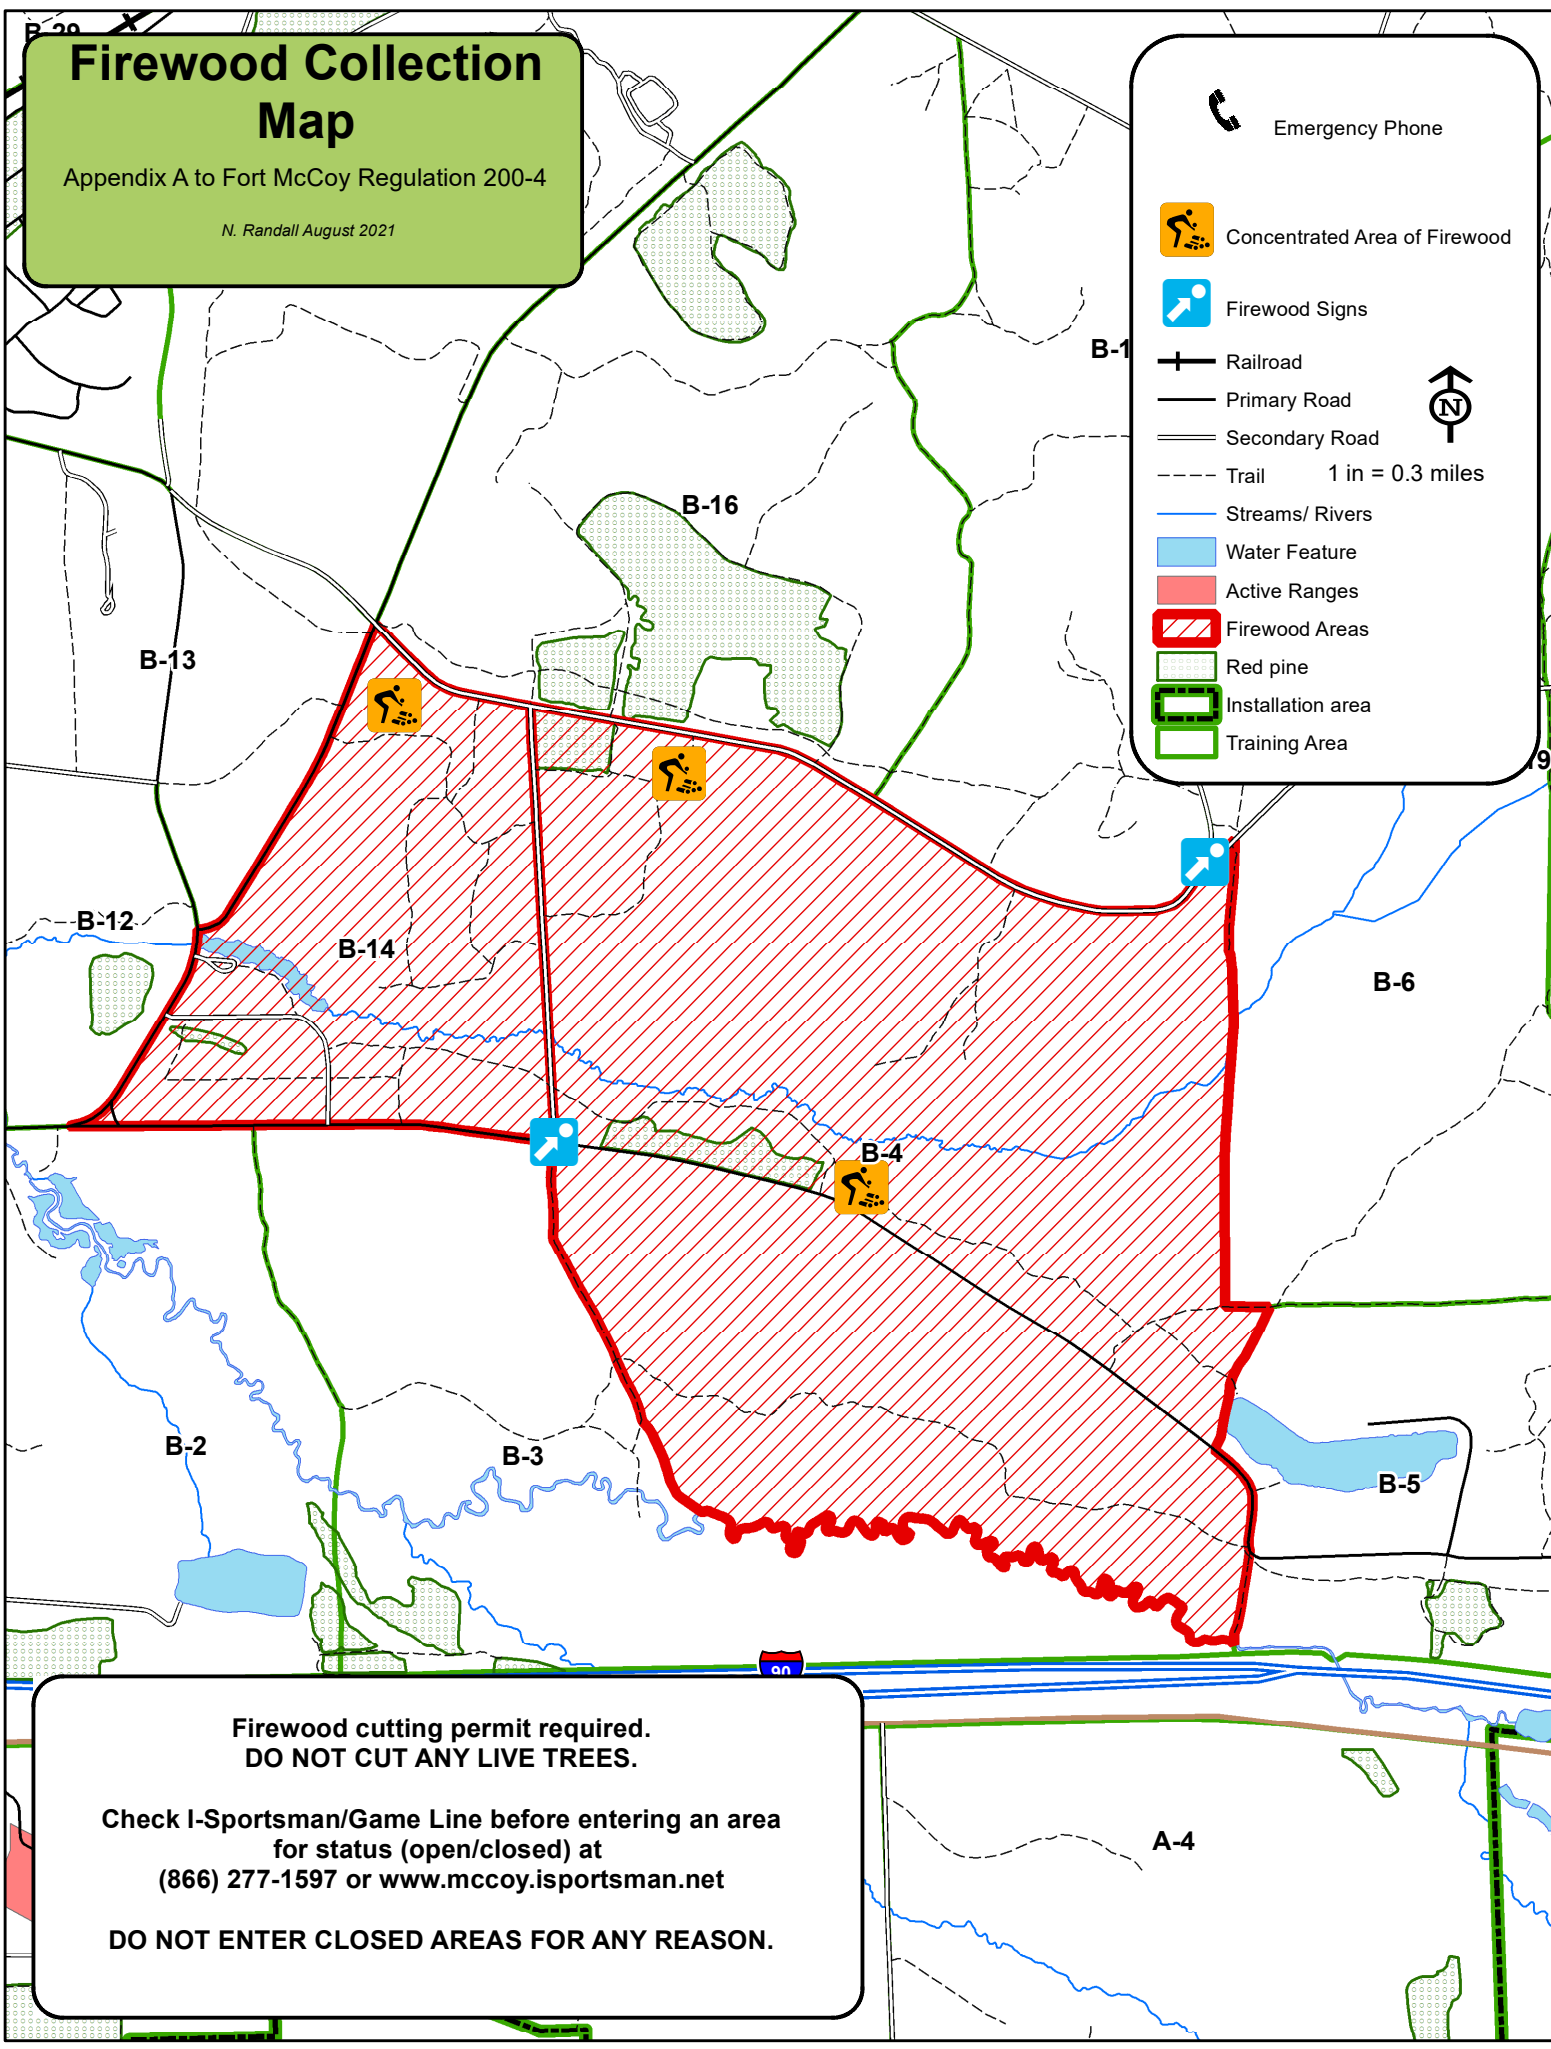 B-29
Firewood Collection
Map
Appendix A to Fort McCoy Regulation 200-4
N. Randall August 2021
Emergency Phone
Concentrated Area of Firewood
Firewood Signs
Railroad
Primary Road
Secondary Road
Trail
N
1 in = 0.3 miles
Streams/ Rivers
Water Feature
Active Ranges
Firewood Areas
Red pine
Installation area
Training Area
B-1
B-16
B-13
B-12
B-14
B-6
B-4
B-2
B-3
B-5
90
A-4
Firewood cutting permit required.
DO NOT CUT ANY LIVE TREES.
Check I-Sportsman/Game Line before entering an area
for status (open/closed) at
(866) 277-1597 or www.mccoy.isportsman.net
DO NOT ENTER CLOSED AREAS FOR ANY REASON.